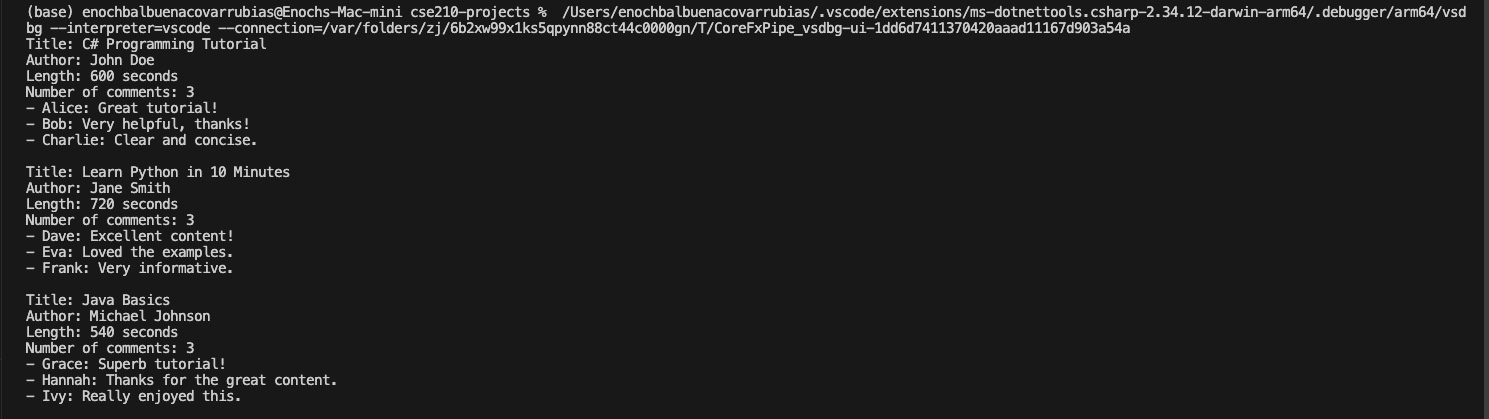 (base) enochbalbuenacovarrubias@Enochs-Mac-mini cse210-projects %  /Users/enochbalbuenacovarrubias/.vscode/extensions/ms-dotnettools.csharp-2.34.12-darwin-arm64/.debugger/arm64/vsd
bg --interpreter=vscode --connection=/var/folders/zj/6b2xw99x1ks5qpynn88ct44c0000gn/T/CoreFxPipe_vsdbg-ui-1dd6d7411370420aaad11167d903a54a
Title: C# Programming Tutorial
Author: John Doe
Length: 600 seconds
Number of comments: 3
- Alice: Great tutorial!
- Bob: Very helpful, thanks!
- Charlie: Clear and concise.

Title: Learn Python in 10 Minutes
Author: Jane Smith
Length: 720 seconds
Number of comments: 3
- Dave: Excellent content!
- Eva: Loved the examples.
- Frank: Very informative.

Title: Java Basics
Author: Michael Johnson
Length: 540 seconds
Number of comments: 3
- Grace: Superb tutorial!
- Hannah: Thanks for the great content.
- Ivy: Really enjoyed this.